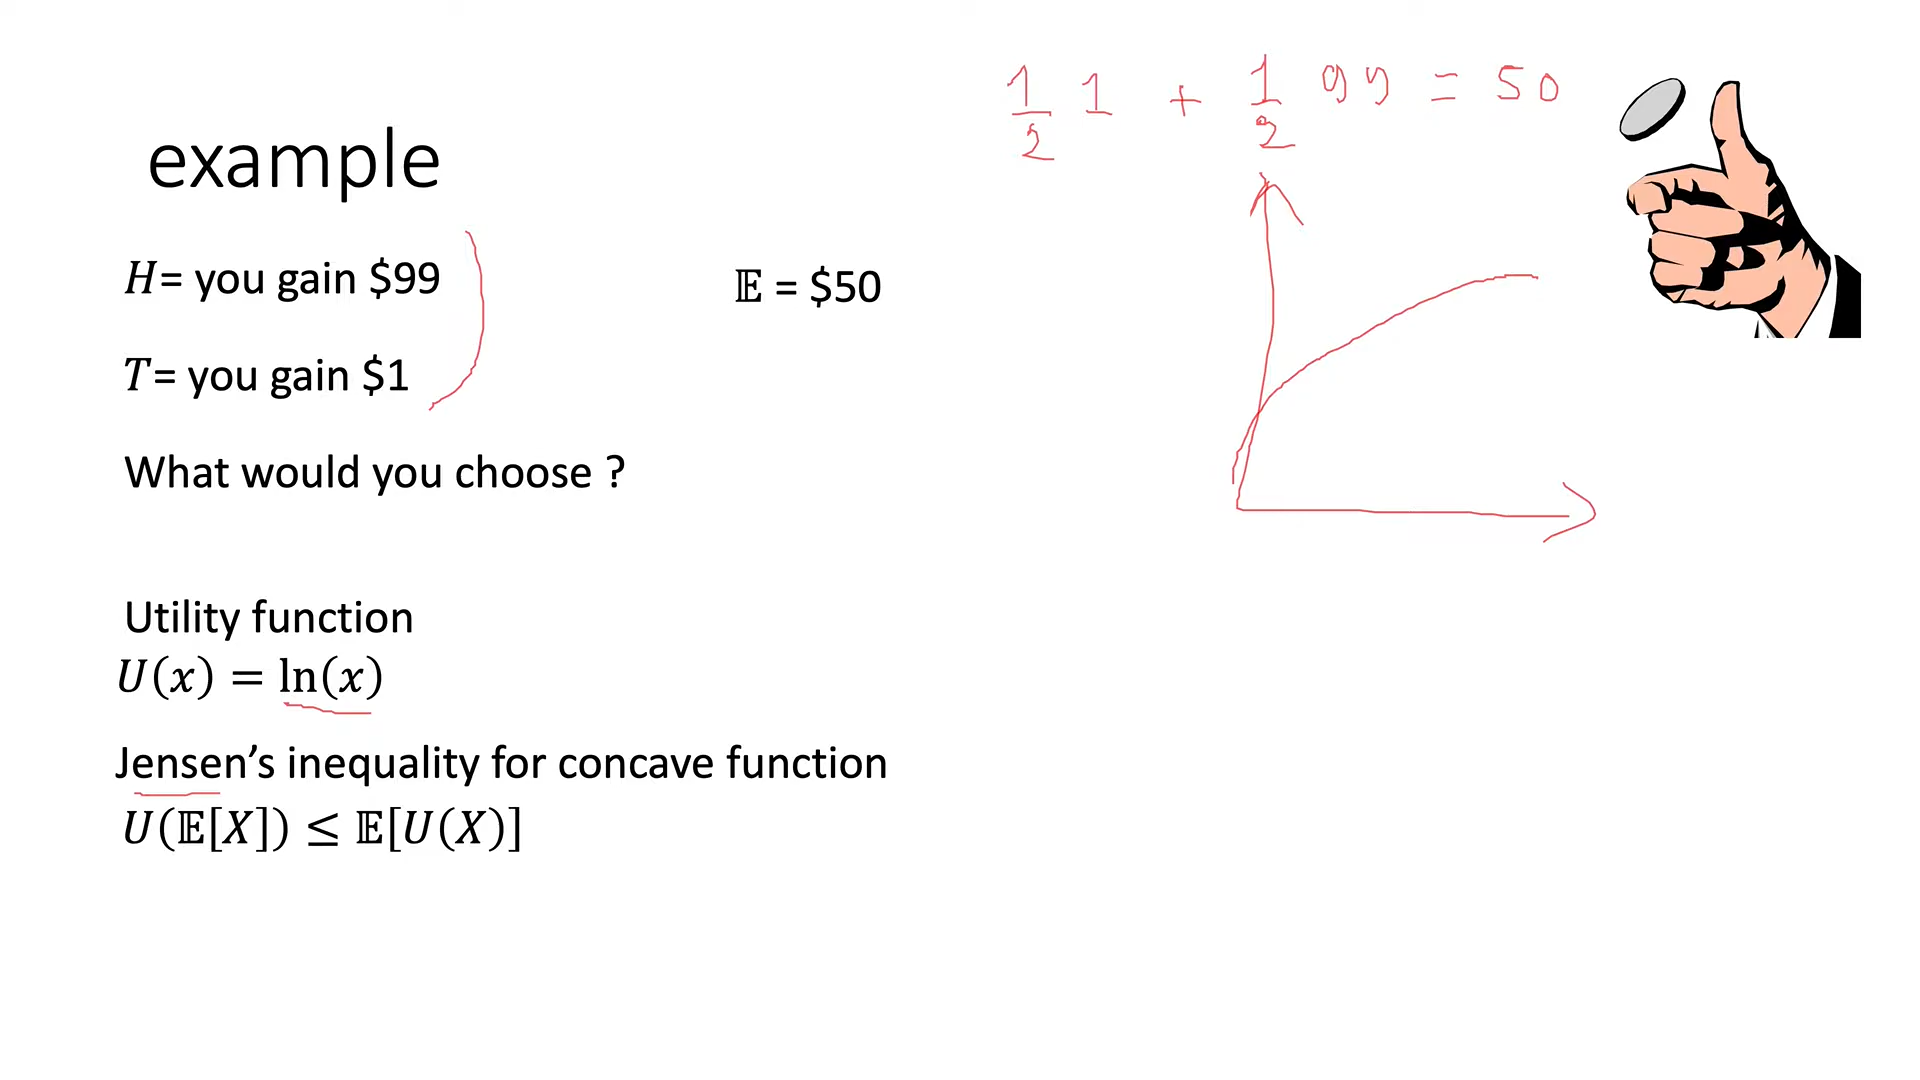 ½ 1 + ½ 99 = 50
example
H= you gain $99
𝔼 = $50
T= you gain $1
What would you choose ?
Utility function
U(x) = ln(x)
Jensen’s inequality for concave function
U(𝔼[X]) ≤ 𝔼[U(X)]